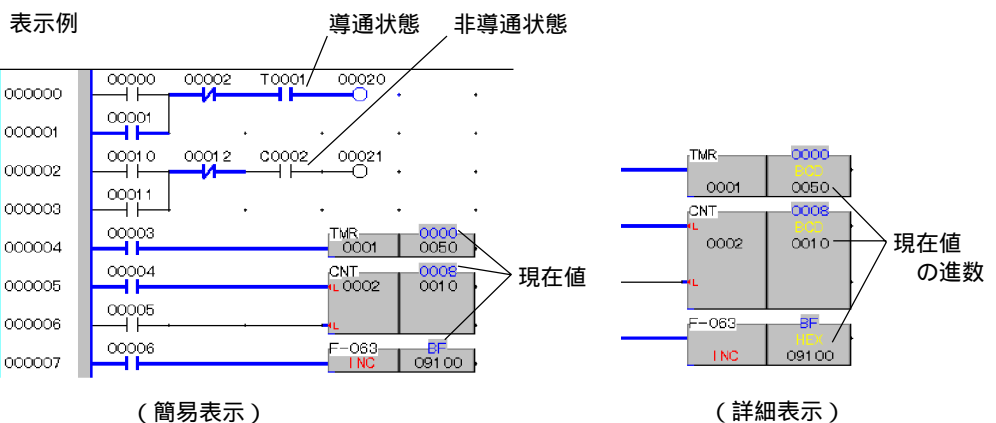 表示例
導通状態 非導通状態
00000 00002 T0001 00020
000000
00001
000001
00010 00012 C0002 00021
000002
00011
000003
00003 TMR 0000
000004 0001 0050
00004 CNT 0008
000005 L 0002 0010
00005
000006 L
00006 F-063 BF
000007 INC 09100
現在値
(簡易表示)
TMR 0000
BCD
0001 0050
CNT 0008
L BCD
0002 0010
L
F-063 BF
HEX
INC 09100
現在値
の進数
(詳細表示)